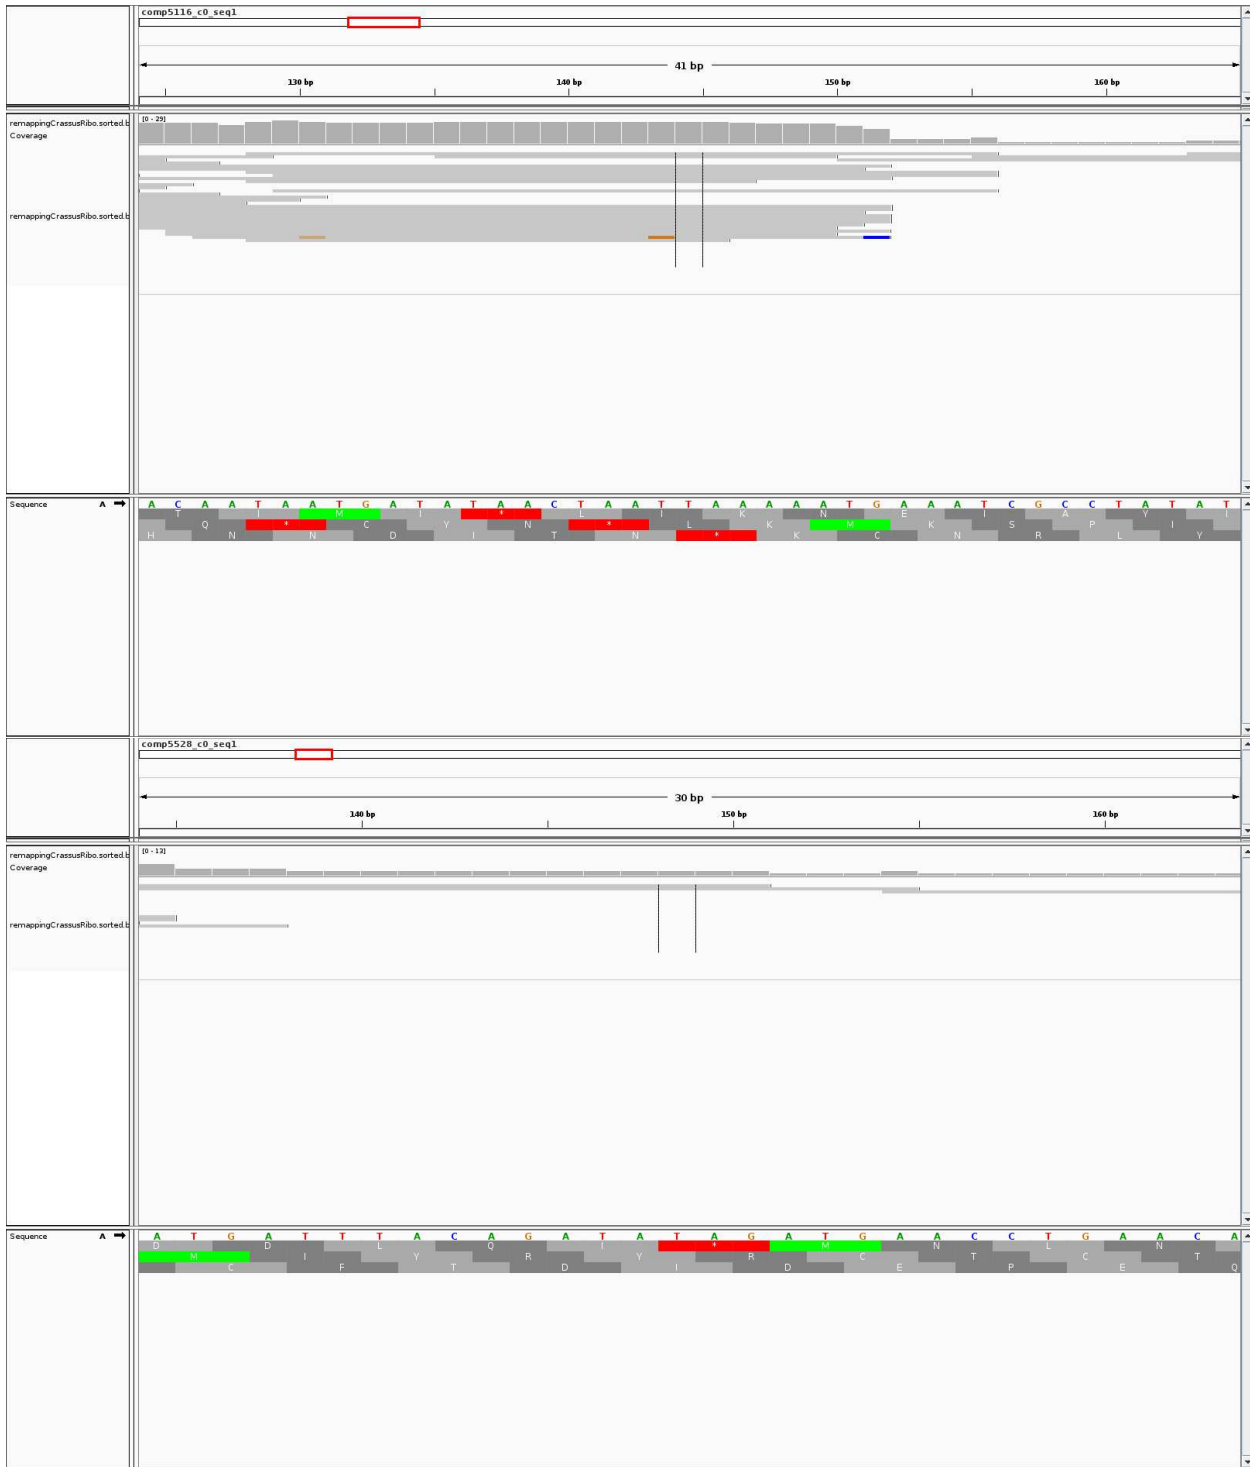 comp5116_c0_seq1
41 bp
130 bp 140 bp 150 bp 160 bp
remappingCrassusRibo.sorted.b
Coverage
[0 - 29]
remappingCrassusRibo.sorted.b
Sequence A
A C A A T A A T G A T A T A A C T A A T T A A A A A T G A A A T C G C C T A T A T
T I M I * L I K N E I A Y I
Q * C Y N * L K M K S P I
H N N D I T N * K C N R L Y
comp5528_c0_seq1
30 bp
140 bp 150 bp 160 bp
remappingCrassusRibo.sorted.b
Coverage
[0 - 13]
remappingCrassusRibo.sorted.b
Sequence A
A T G A T T T A C A G A T A T A G A T G A A C C T G A A C A
D D L Q I * M N L N
M I Y R Y R C T C T
C F T D I D E P E Q